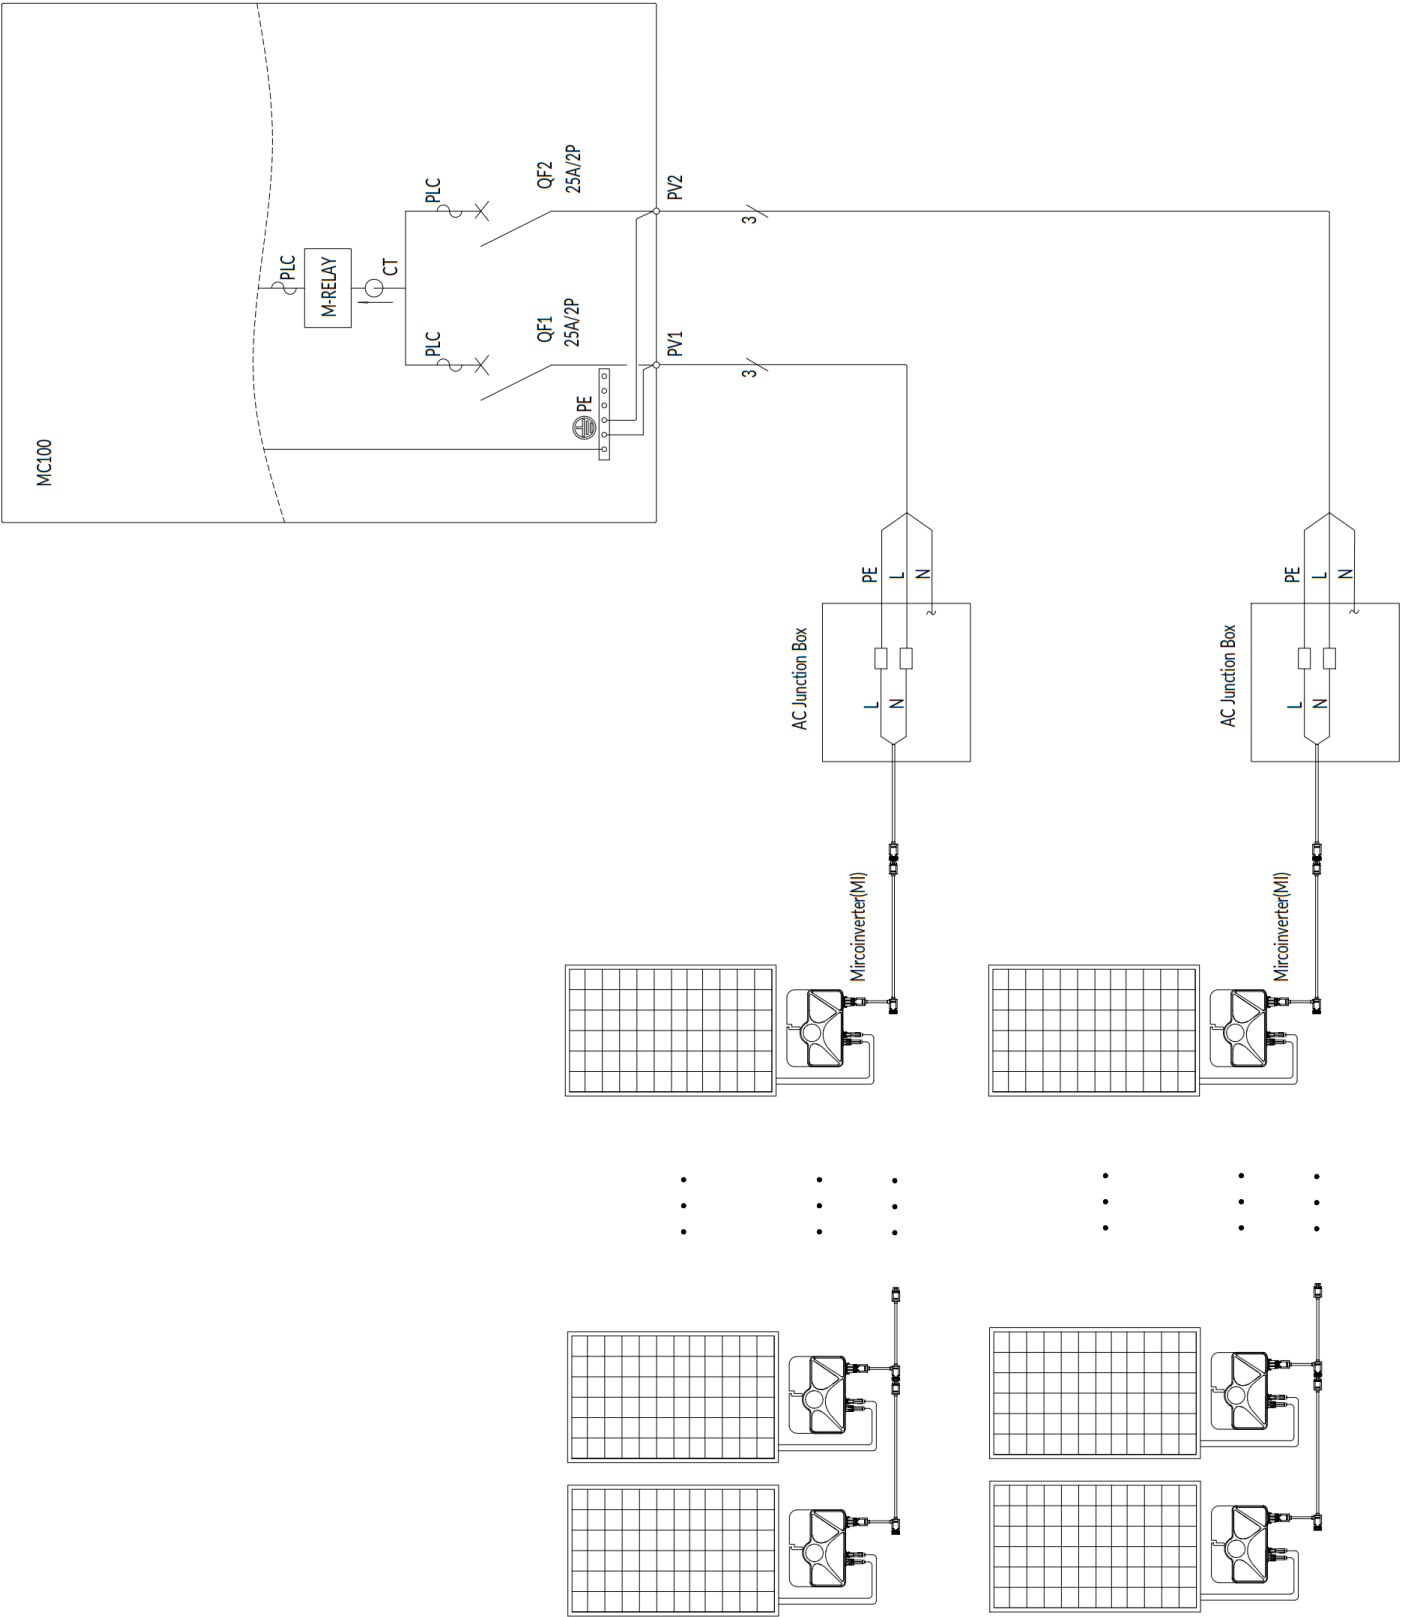 MC100
PLC
M-RELAY
CT
PLC
PLC
QF1
25A/2P
QF2
25A/2P
PE
PV1
PV2
3
3
PE
L
N
AC Junction Box
L
N
PE
L
N
AC Junction Box
L
N
Mircoinverter(MI)
Mircoinverter(MI)